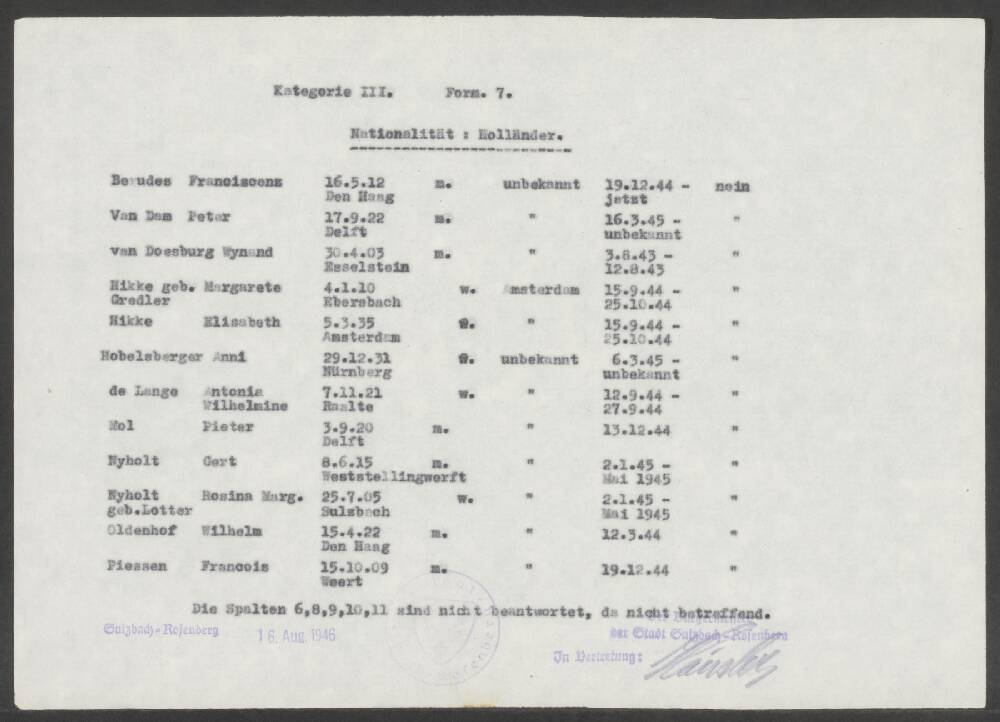 Kategorie III. Form. 7.
Nationalität : Holländer.
Berudes Franciscenz 16.5.12 m. unbekannt 19.12.44 - nein
Den Haag jetzt
Van Dam Peter 17.9.22 m. " 16.3.45 - "
Delft unbekannt
van Doesburg Wynand 30.4.03 m. " 3.8.43 - "
Esselstein 12.8.43
Hikke geb. Margarete 4.1.10 w. Amsterdam 15.9.44 - "
Gredler Ebersbach 25.10.44
Hikke Elisabeth 5.3.35 " 15.9.44 - "
Amsterdam 25.10.44
Hobelsberger Anni 29.12.31 unbekannt 6.3.45 - "
Nürnberg unbekannt
de Lange Antonia 7.11.21 w. " 12.9.44 - "
Wilhelmine Raalte 27.9.44
Mol Pieter 3.9.20 m. " 13.12.44 "
Delft
Nyholt Gert 8.6.15 m. " 2.1.45 - "
Weststellingwerft Mai 1945
Nyholt Rosina Marg. 25.7.05 w. " 2.1.45 - "
geb.Lotter Sulzbach Mai 1945
Oldenhof Wilhelm 15.4.22 m. " 12.3.44 "
Den Haag
Piessen Francois 15.10.09 m. " 19.12.44 "
Weert
Die Spalten 6,8,9,10,11 sind nicht beantwortet, da nicht betreffend.
Der Bürgermeister
Sulzbach-Rosenberg 16. Aug. 1946 der Stadt Sulzbach-Rosenberg
In Vertretung: